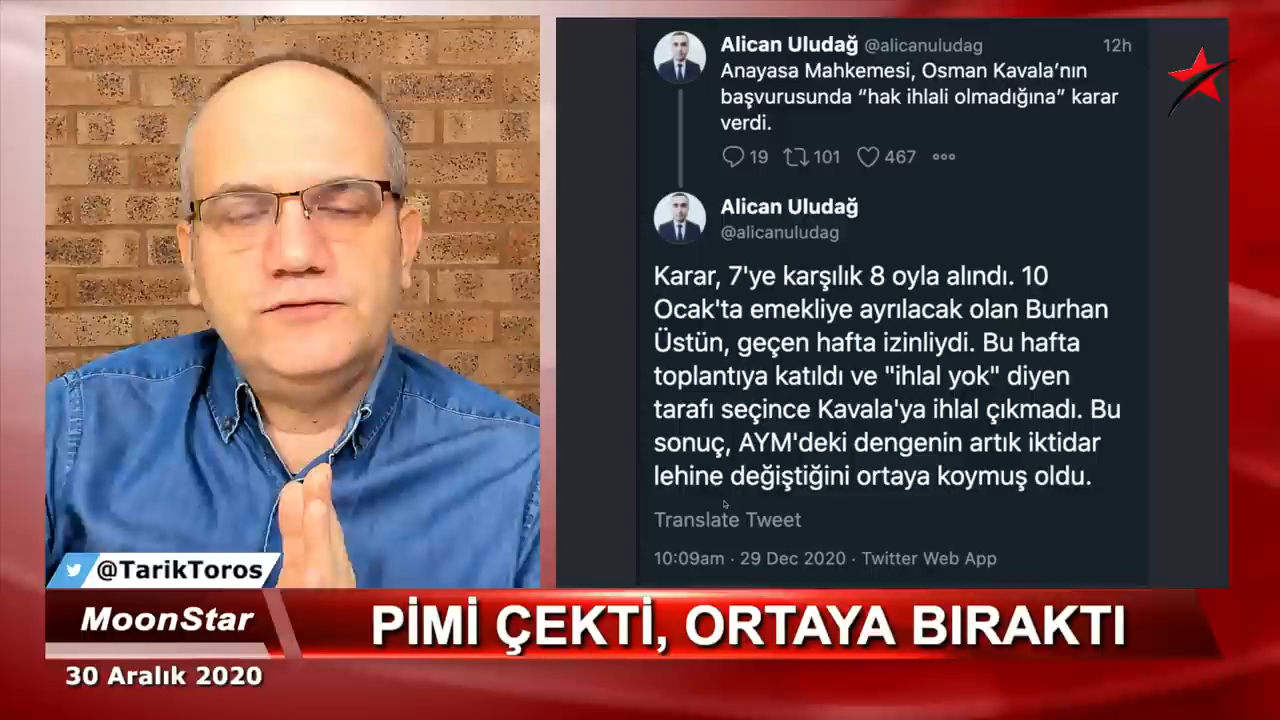 Alican Uludağ @alicanuludag 12h
Anayasa Mahkemesi, Osman Kavala'nın
başvurusunda "hak ihlali olmadığına" karar
verdi.
19 101 467
Alican Uludağ
@alicanuludag
Karar, 7'ye karşılık 8 oyla alındı. 10
Ocak'ta emekliye ayrılacak olan Burhan
Üstün, geçen hafta izinliydi. Bu hafta
toplantıya katıldı ve "ihlal yok" diyen
tarafı seçince Kavala'ya ihlal çıkmadı. Bu
sonuç, AYM'deki dengenin artık iktidar
lehine değiştiğini ortaya koymuş oldu.
Translate Tweet
10:09am · 29 Dec 2020 · Twitter Web App
@TarikToros
MoonStar
PİMİ ÇEKTİ, ORTAYA BIRAKTI
30 Aralık 2020